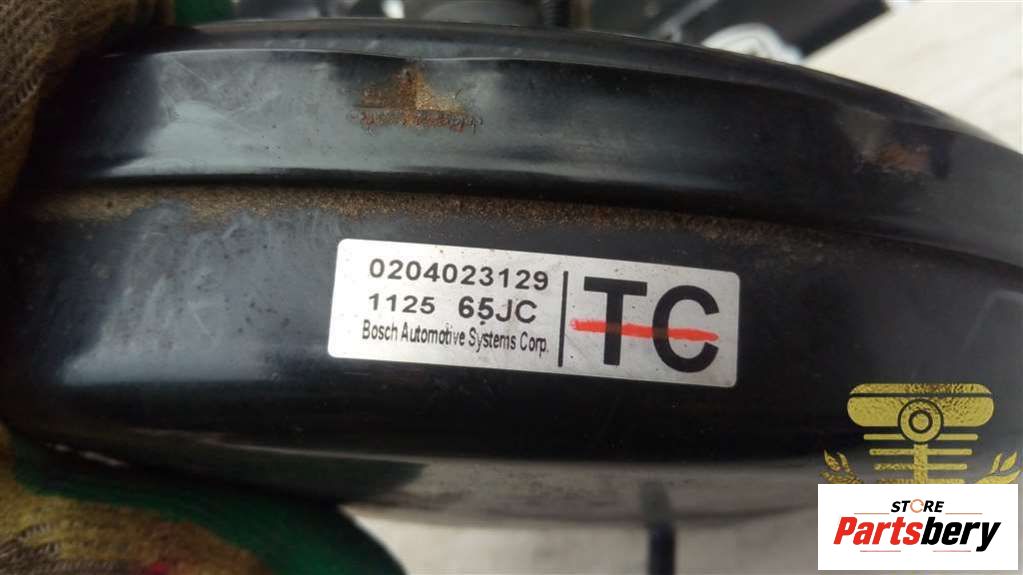 0204023129
1125 65JC
Bosch Automotive Systems Corp.
TC
STORE
Partsbery